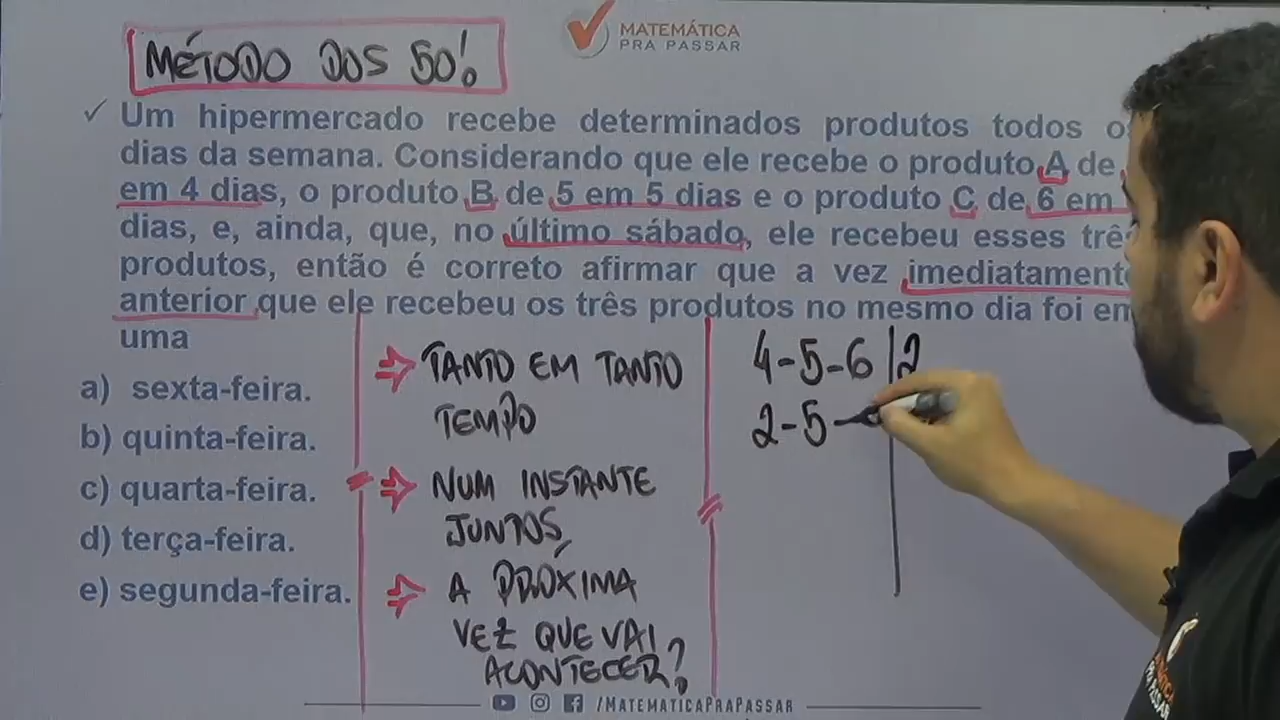 MÉTODO DOS 50!
MATEMÁTICA
PRA PASSAR
✓ Um hipermercado recebe determinados produtos todos
dias da semana. Considerando que ele recebe o produto A de
em 4 dias, o produto B de 5 em 5 dias e o produto C de 6 em
dias, e, ainda, que, no último sábado, ele recebeu esses
produtos, então é correto afirmar que a vez imediatament
anterior que ele recebeu os três produtos no mesmo dia foi em
uma
a) sexta-feira.
b) quinta-feira.
c) quarta-feira.
d) terça-feira.
e) segunda-feira.
⇒ TANTO EM TANTO
TEMPO
⇒ NUM INSTANTE
JUNTOS,
⇒ A PRÓXIMA
VEZ QUE VAI
ACONTECER?
4-5-6|2
2-5-
/MATEMATICAPRAPASSAR
PRA PASSAR